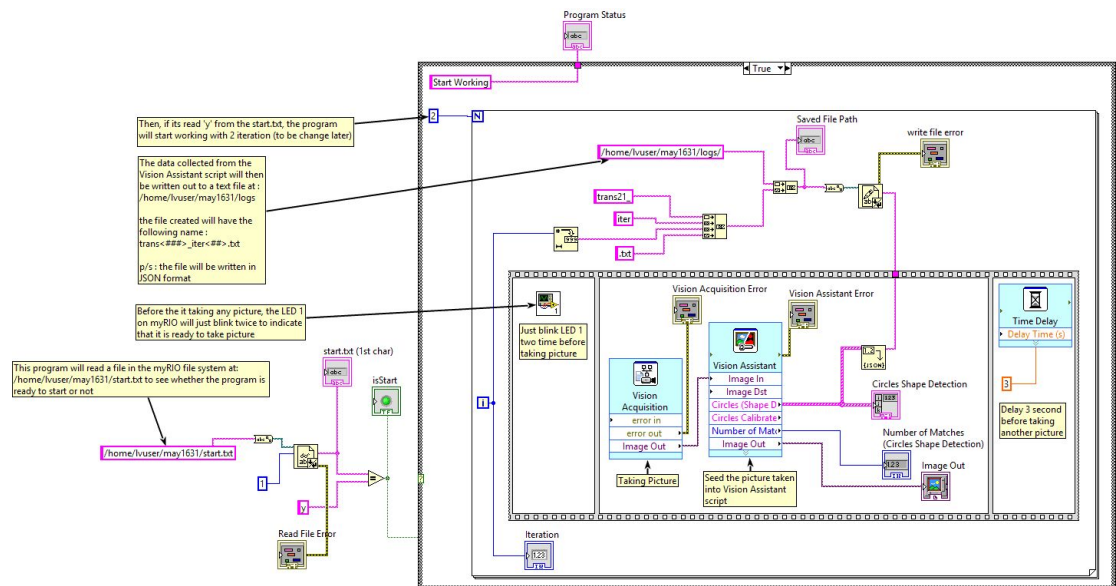 Program Status
abc
True
Start Working
Then, if its read 'y' from the start.txt, the program
will start working with 2 iteration (to be change later)
2
N
Saved File Path
abc
write file error
The data collected from the
Vision Assistant script will then
be written out to a text file at :
/home/lvuser/may1631/logs
the file created will have the
following name :
trans<###>_iter<##>.txt
p/s : the file will be written in
JSON format
/home/lvuser/may1631/logs/
trans21_
iter
.txt
Before the it taking any picture, the LED 1
on myRIO will just blink twice to indicate
that it is ready to take picture
Just blink LED 1
two time before
taking picture
Vision Acquisition Error
Vision Assistant Error
Vision
Acquisition
error in
error out
Image Out
Taking Picture
Vision Assistant
Image In
Image Dst
Circles (Shape D
Circles Calibrate
Number of Matc
Image Out
Seed the picture taken
into Vision Assistant
script
{JSON}
Circles Shape Detection
Number of Matches
(Circles Shape Detection)
1.23
Image Out
Time Delay
Delay Time (s)
3
Delay 3 second
before taking
another picture
This program will read a file in the myRIO file system at:
/home/lvuser/may1631/start.txt to see whether the program is
ready to start or not
start.txt (1st char)
abc
isStart
TF
/home/lvuser/may1631/start.txt
1
y
=
?
i
Read File Error
Iteration
1.23